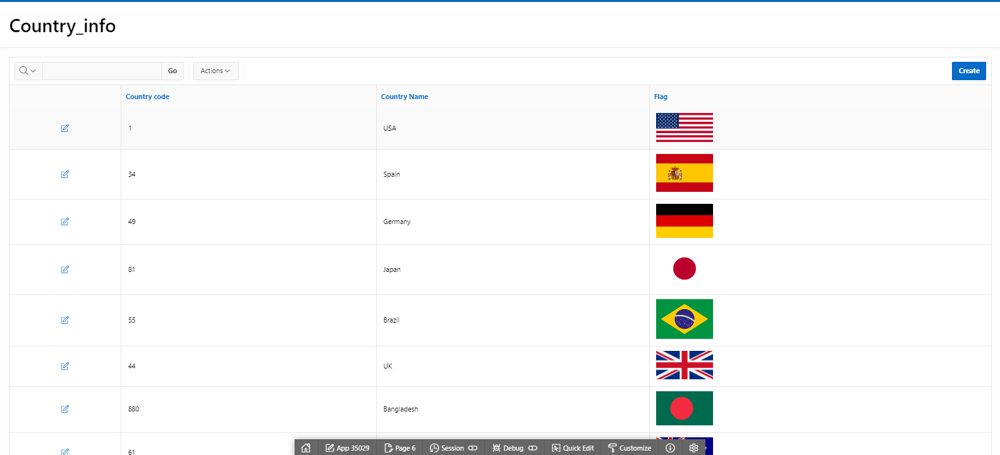 Country_info
Go Actions Create
Country code Country Name Flag
1 USA
34 Spain
49 Germany
81 Japan
55 Brazil
44 UK
880 Bangladesh
61
App 35029 Page 6 Session Debug Quick Edit Customize